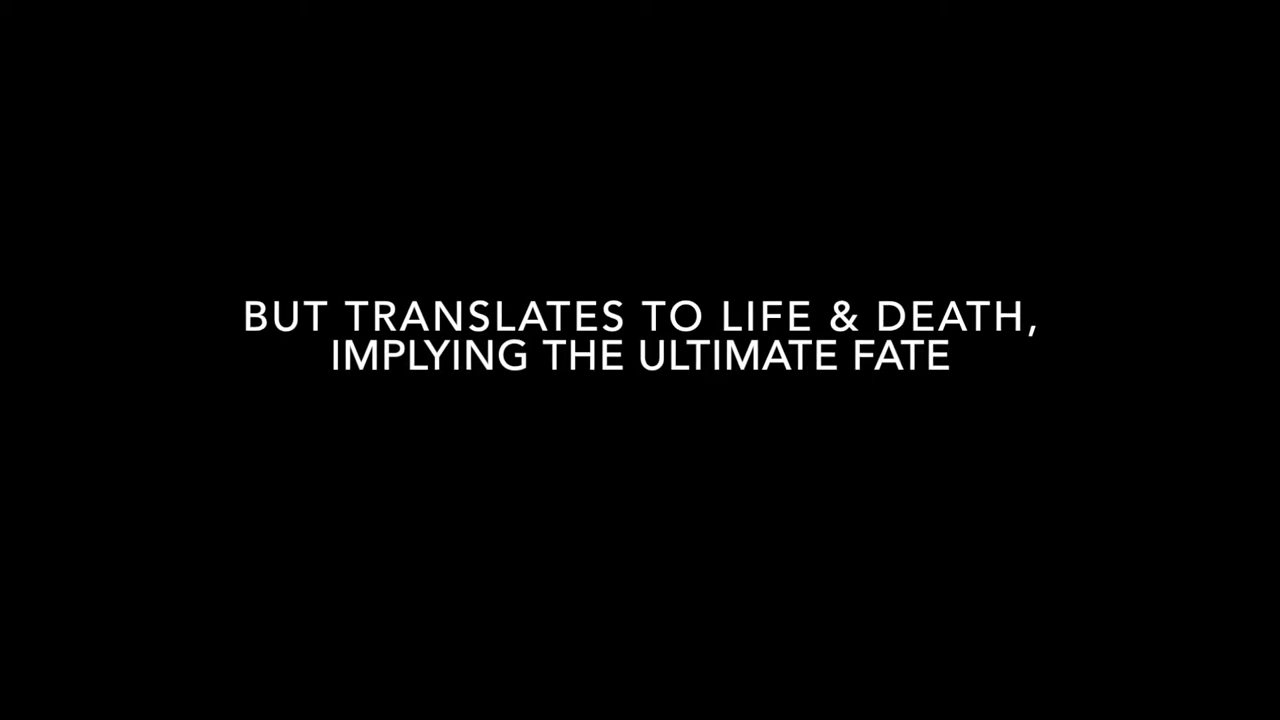 BUT TRANSLATES TO LIFE & DEATH,
IMPLYING THE ULTIMATE FATE